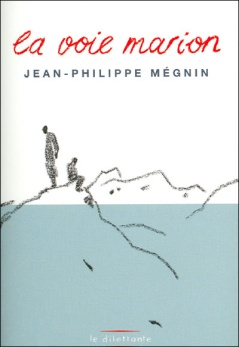 la voie marion
JEAN-PHILIPPE MÉGNIN
le dilettante